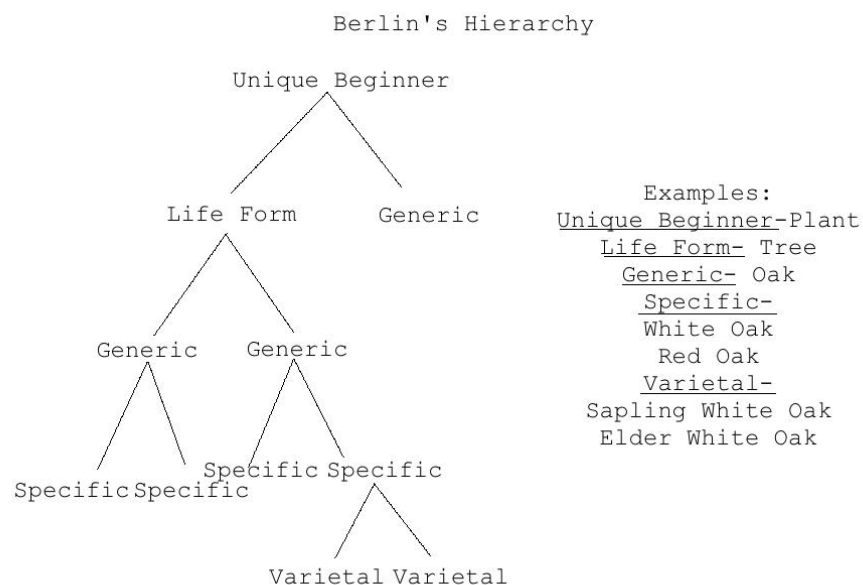 Berlin's Hierarchy
Unique Beginner
Life Form Generic
Generic Generic
Specific Specific Specific Specific
Varietal Varietal
Examples:
Unique Beginner-Plant
Life Form- Tree
Generic- Oak
Specific-
White Oak
Red Oak
Varietal-
Sapling White Oak
Elder White Oak